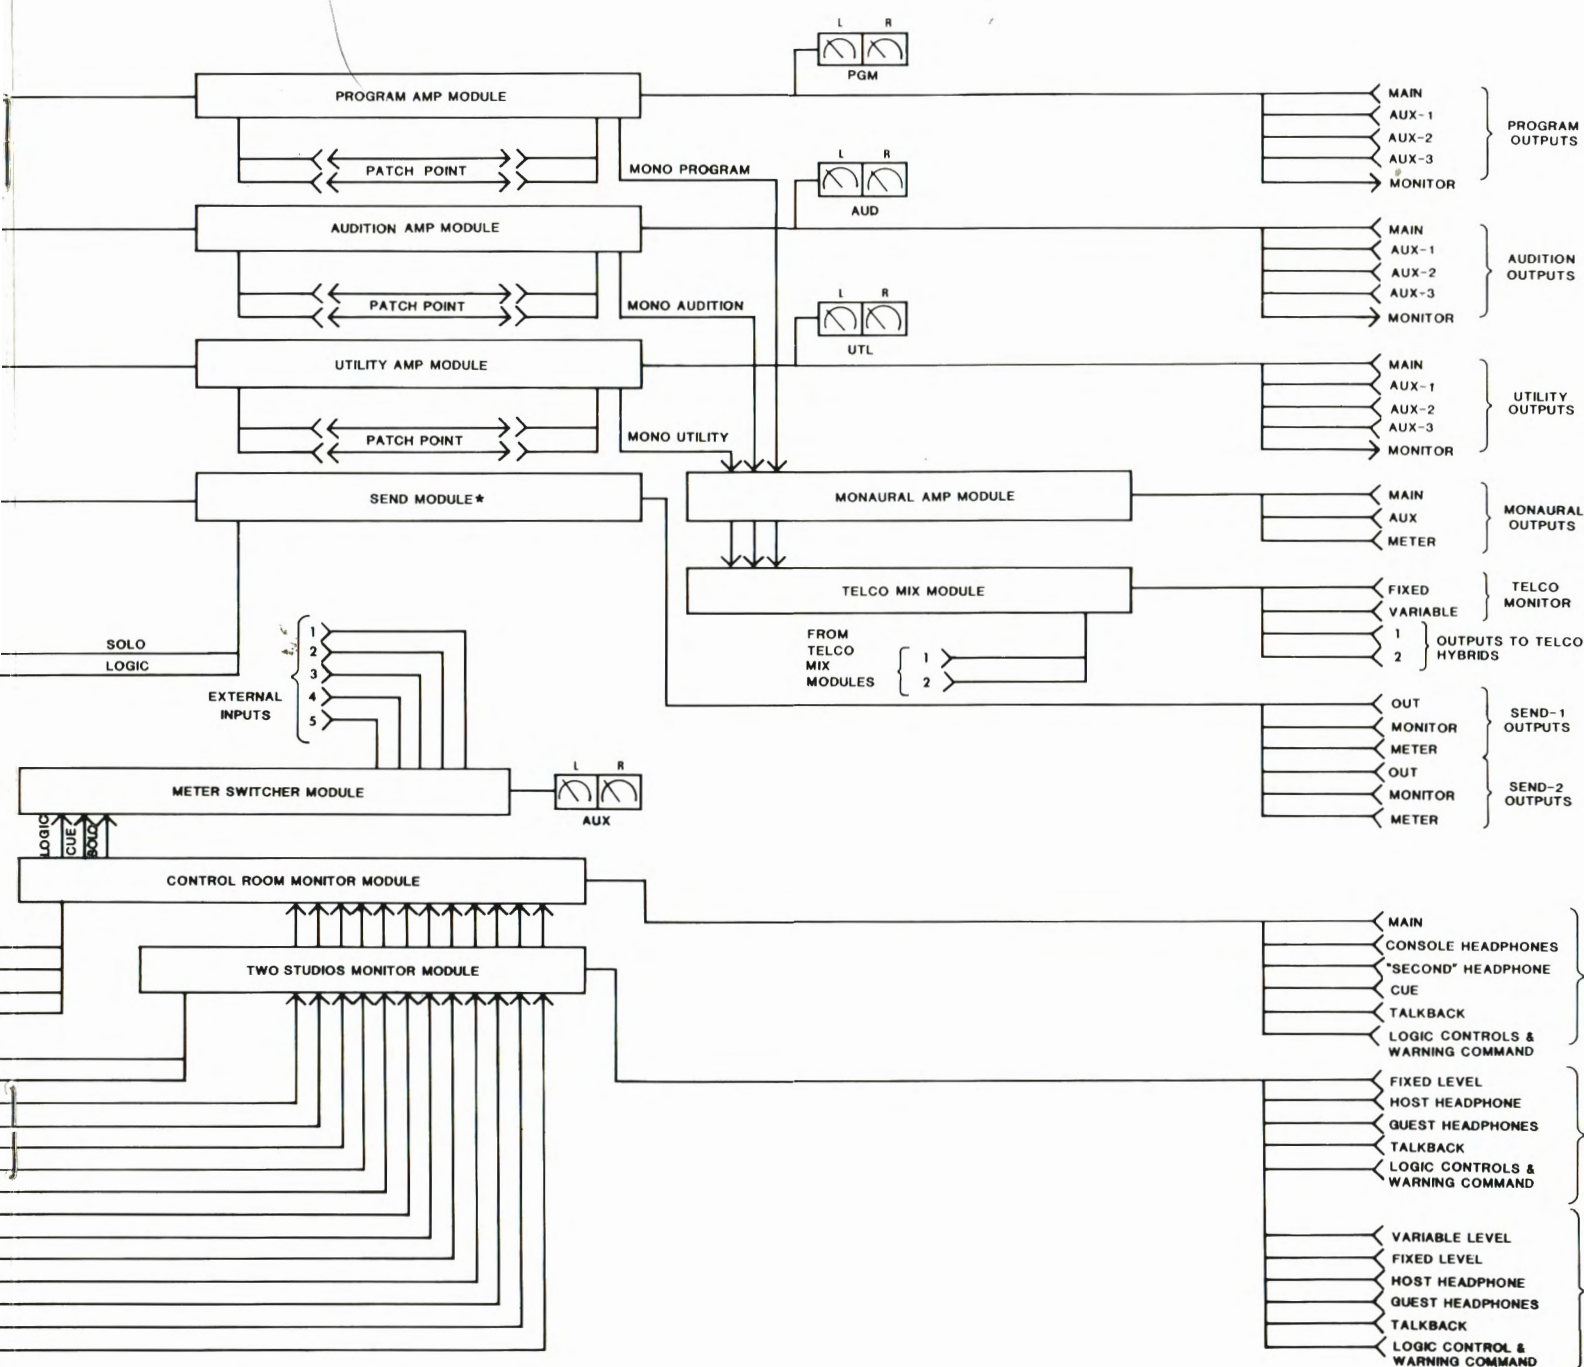 L R
PGM
PROGRAM AMP MODULE
PATCH POINT
MONO PROGRAM
MAIN
AUX-1
AUX-2
AUX-3
MONITOR
PROGRAM
OUTPUTS
L R
AUD
AUDITION AMP MODULE
PATCH POINT
MONO AUDITION
MAIN
AUX-1
AUX-2
AUX-3
MONITOR
AUDITION
OUTPUTS
L R
UTL
UTILITY AMP MODULE
PATCH POINT
MONO UTILITY
MAIN
AUX-1
AUX-2
AUX-3
MONITOR
UTILITY
OUTPUTS
SEND MODULE*
MONAURAL AMP MODULE
MAIN
AUX
METER
MONAURAL
OUTPUTS
TELCO MIX MODULE
FIXED
VARIABLE
TELCO
MONITOR
1
2
OUTPUTS TO TELCO
HYBRIDS
FROM
TELCO
MIX
MODULES
1
2
SOLO
LOGIC
EXTERNAL
INPUTS
1
2
3
4
5
OUT
MONITOR
METER
SEND-1
OUTPUTS
OUT
MONITOR
METER
SEND-2
OUTPUTS
METER SWITCHER MODULE
L R
AUX
LOGIC
CUE
SOLO
CONTROL ROOM MONITOR MODULE
MAIN
CONSOLE HEADPHONES
"SECOND" HEADPHONE
CUE
TALKBACK
LOGIC CONTROLS &
WARNING COMMAND
TWO STUDIOS MONITOR MODULE
FIXED LEVEL
HOST HEADPHONE
GUEST HEADPHONES
TALKBACK
LOGIC CONTROLS &
WARNING COMMAND
VARIABLE LEVEL
FIXED LEVEL
HOST HEADPHONE
GUEST HEADPHONES
TALKBACK
LOGIC CONTROL &
WARNING COMMAND